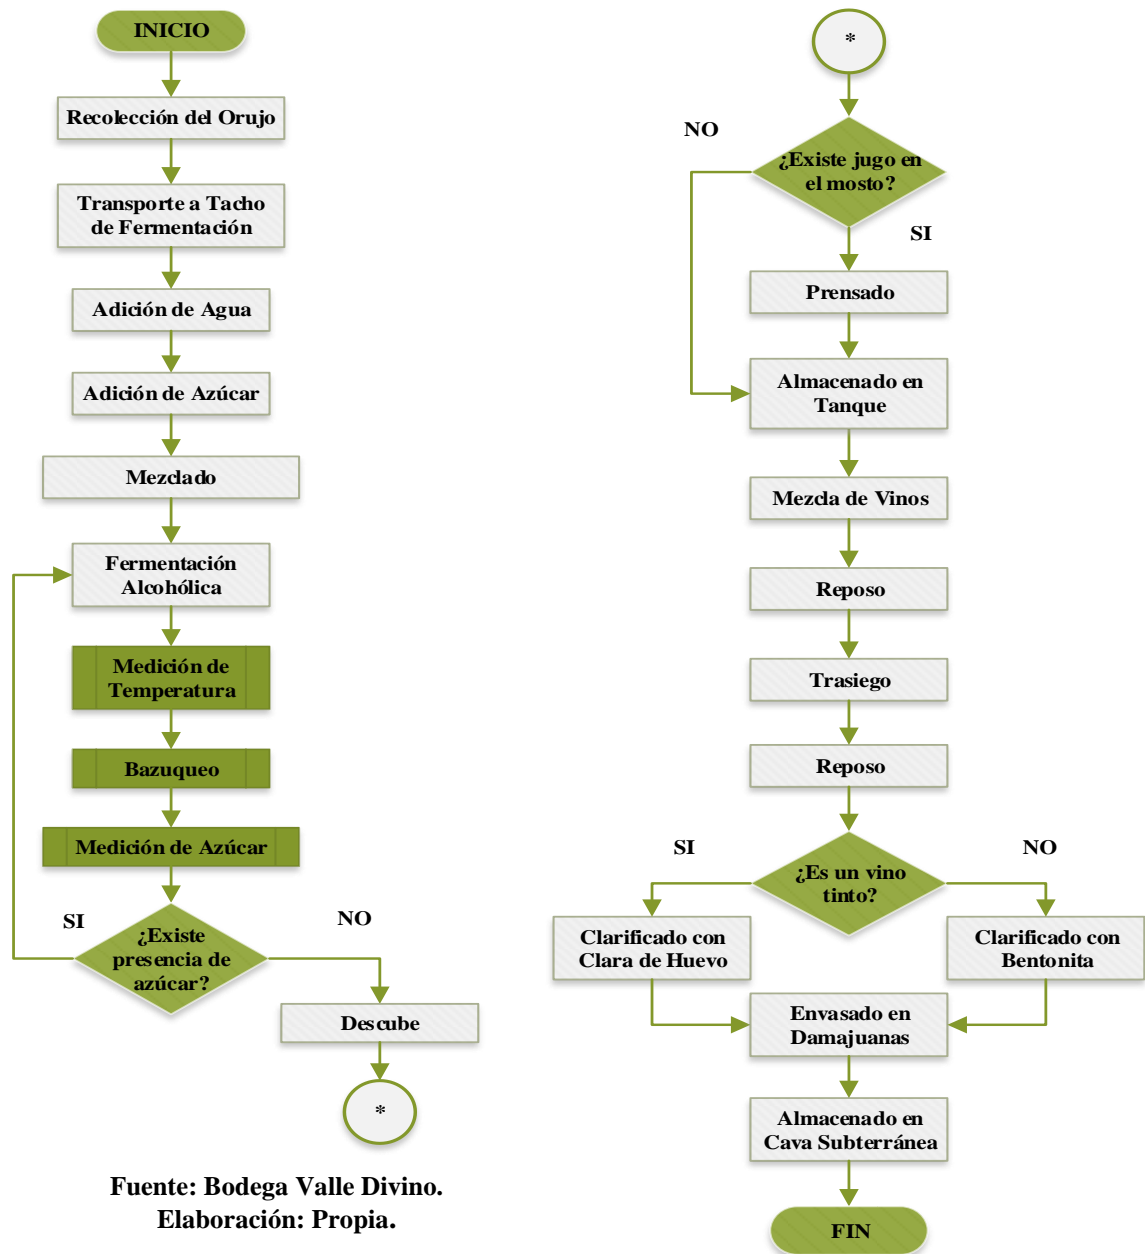 INICIO
Recolección del Orujo
Transporte a Tacho
de Fermentación
Adición de Agua
Adición de Azúcar
Mezclado
Fermentación
Alcohólica
Medición de
Temperatura
Bazuqueo
Medición de Azúcar
SI
¿Existe
presencia de
azúcar?
NO
Descube
*
Fuente: Bodega Valle Divino.
Elaboración: Propia.
*
NO
¿Existe jugo en
el mosto?
SI
Prensado
Almacenado en
Tanque
Mezcla de Vinos
Reposo
Trasiego
Reposo
SI
¿Es un vino
tinto?
NO
Clarificado con
Clara de Huevo
Clarificado con
Bentonita
Envasado en
Damajuanas
Almacenado en
Cava Subterránea
FIN